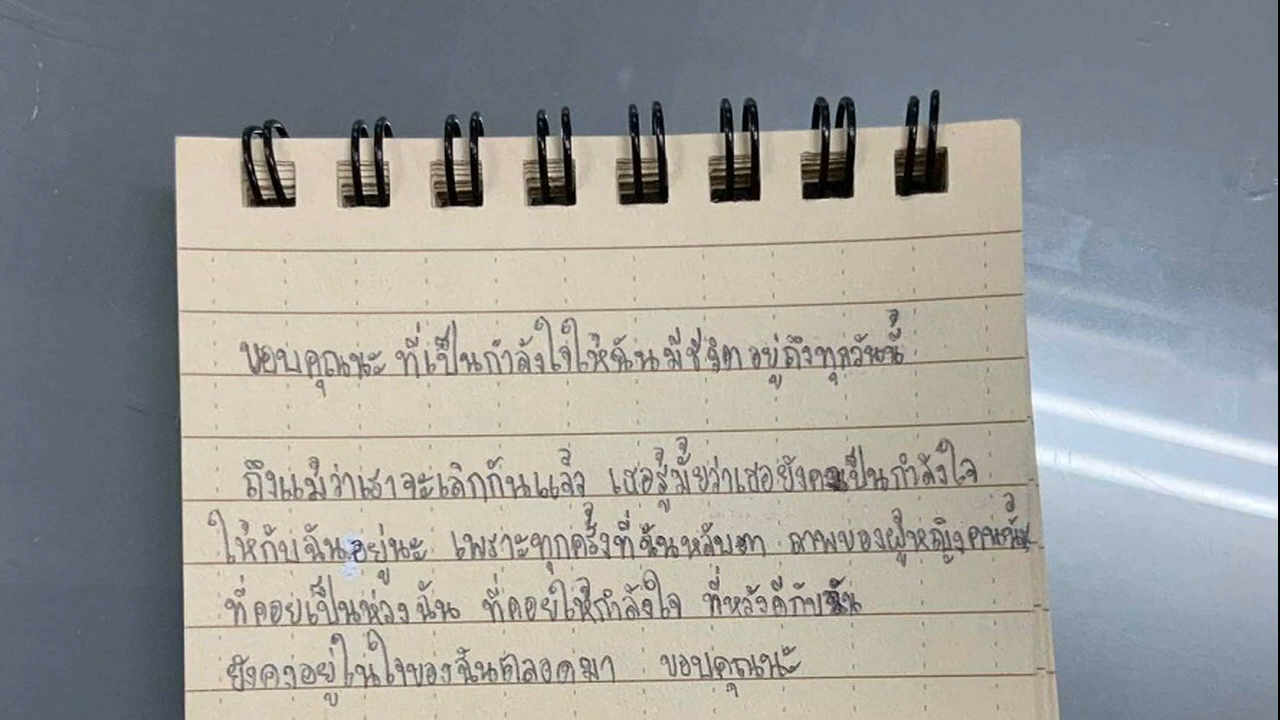 ขอบคุณนะ ที่เป็นกำลังใจให้ฉันมีชีวิตอยู่ถึงทุกวันนี้
ถึงแม้ว่าเราจะเลิกกันแล้ว เธอรู้มั้ยว่าเธอยังคงเป็นกำลังใจ
ให้กับฉันอยู่นะ เพราะทุกครั้งที่ฉันหลับตา ภาพของผู้หญิงคนนั้น
ที่คอยเป็นห่วงฉัน ที่คอยให้กำลังใจ ที่หวังดีกับฉัน
ยังคงอยู่ในใจของฉันตลอดมา ขอบคุณนะ